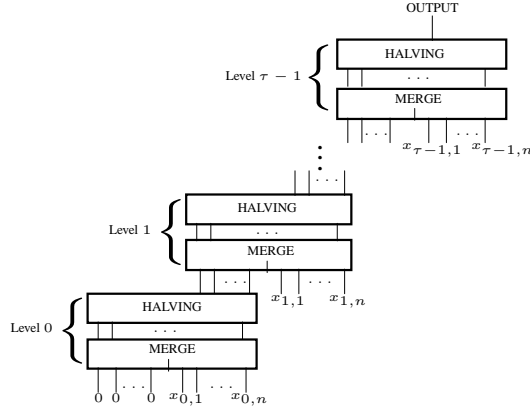 OUTPUT
HALVING
Level τ − 1
· · ·
MERGE
· · · x_{τ−1,1} · · · x_{τ−1,n}
· · ·
HALVING
Level 1
· · ·
MERGE
· · · x_{1,1} · · · x_{1,n}
HALVING
Level 0
· · ·
MERGE
0 0 · · · 0 x_{0,1} · · · x_{0,n}